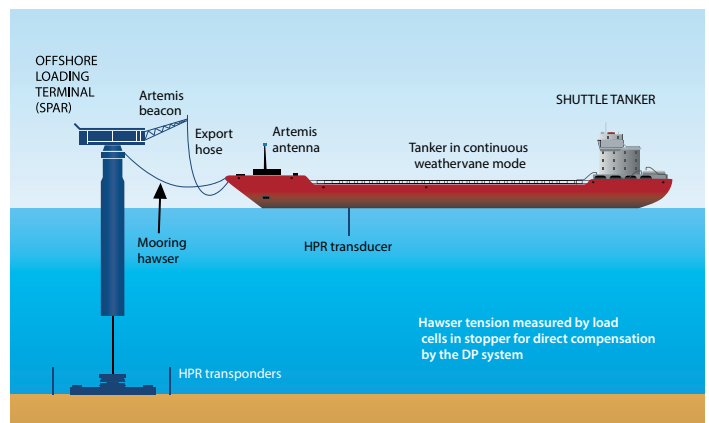 OFFSHORE
LOADING
TERMINAL
(SPAR)
Artemis
beacon
Export
hose
Artemis
antenna
Tanker in continuous
weathervane mode
SHUTTLE TANKER
Mooring
hawser
HPR transducer
Hawser tension measured by load
cells in stopper for direct compensation
by the DP system
HPR transponders